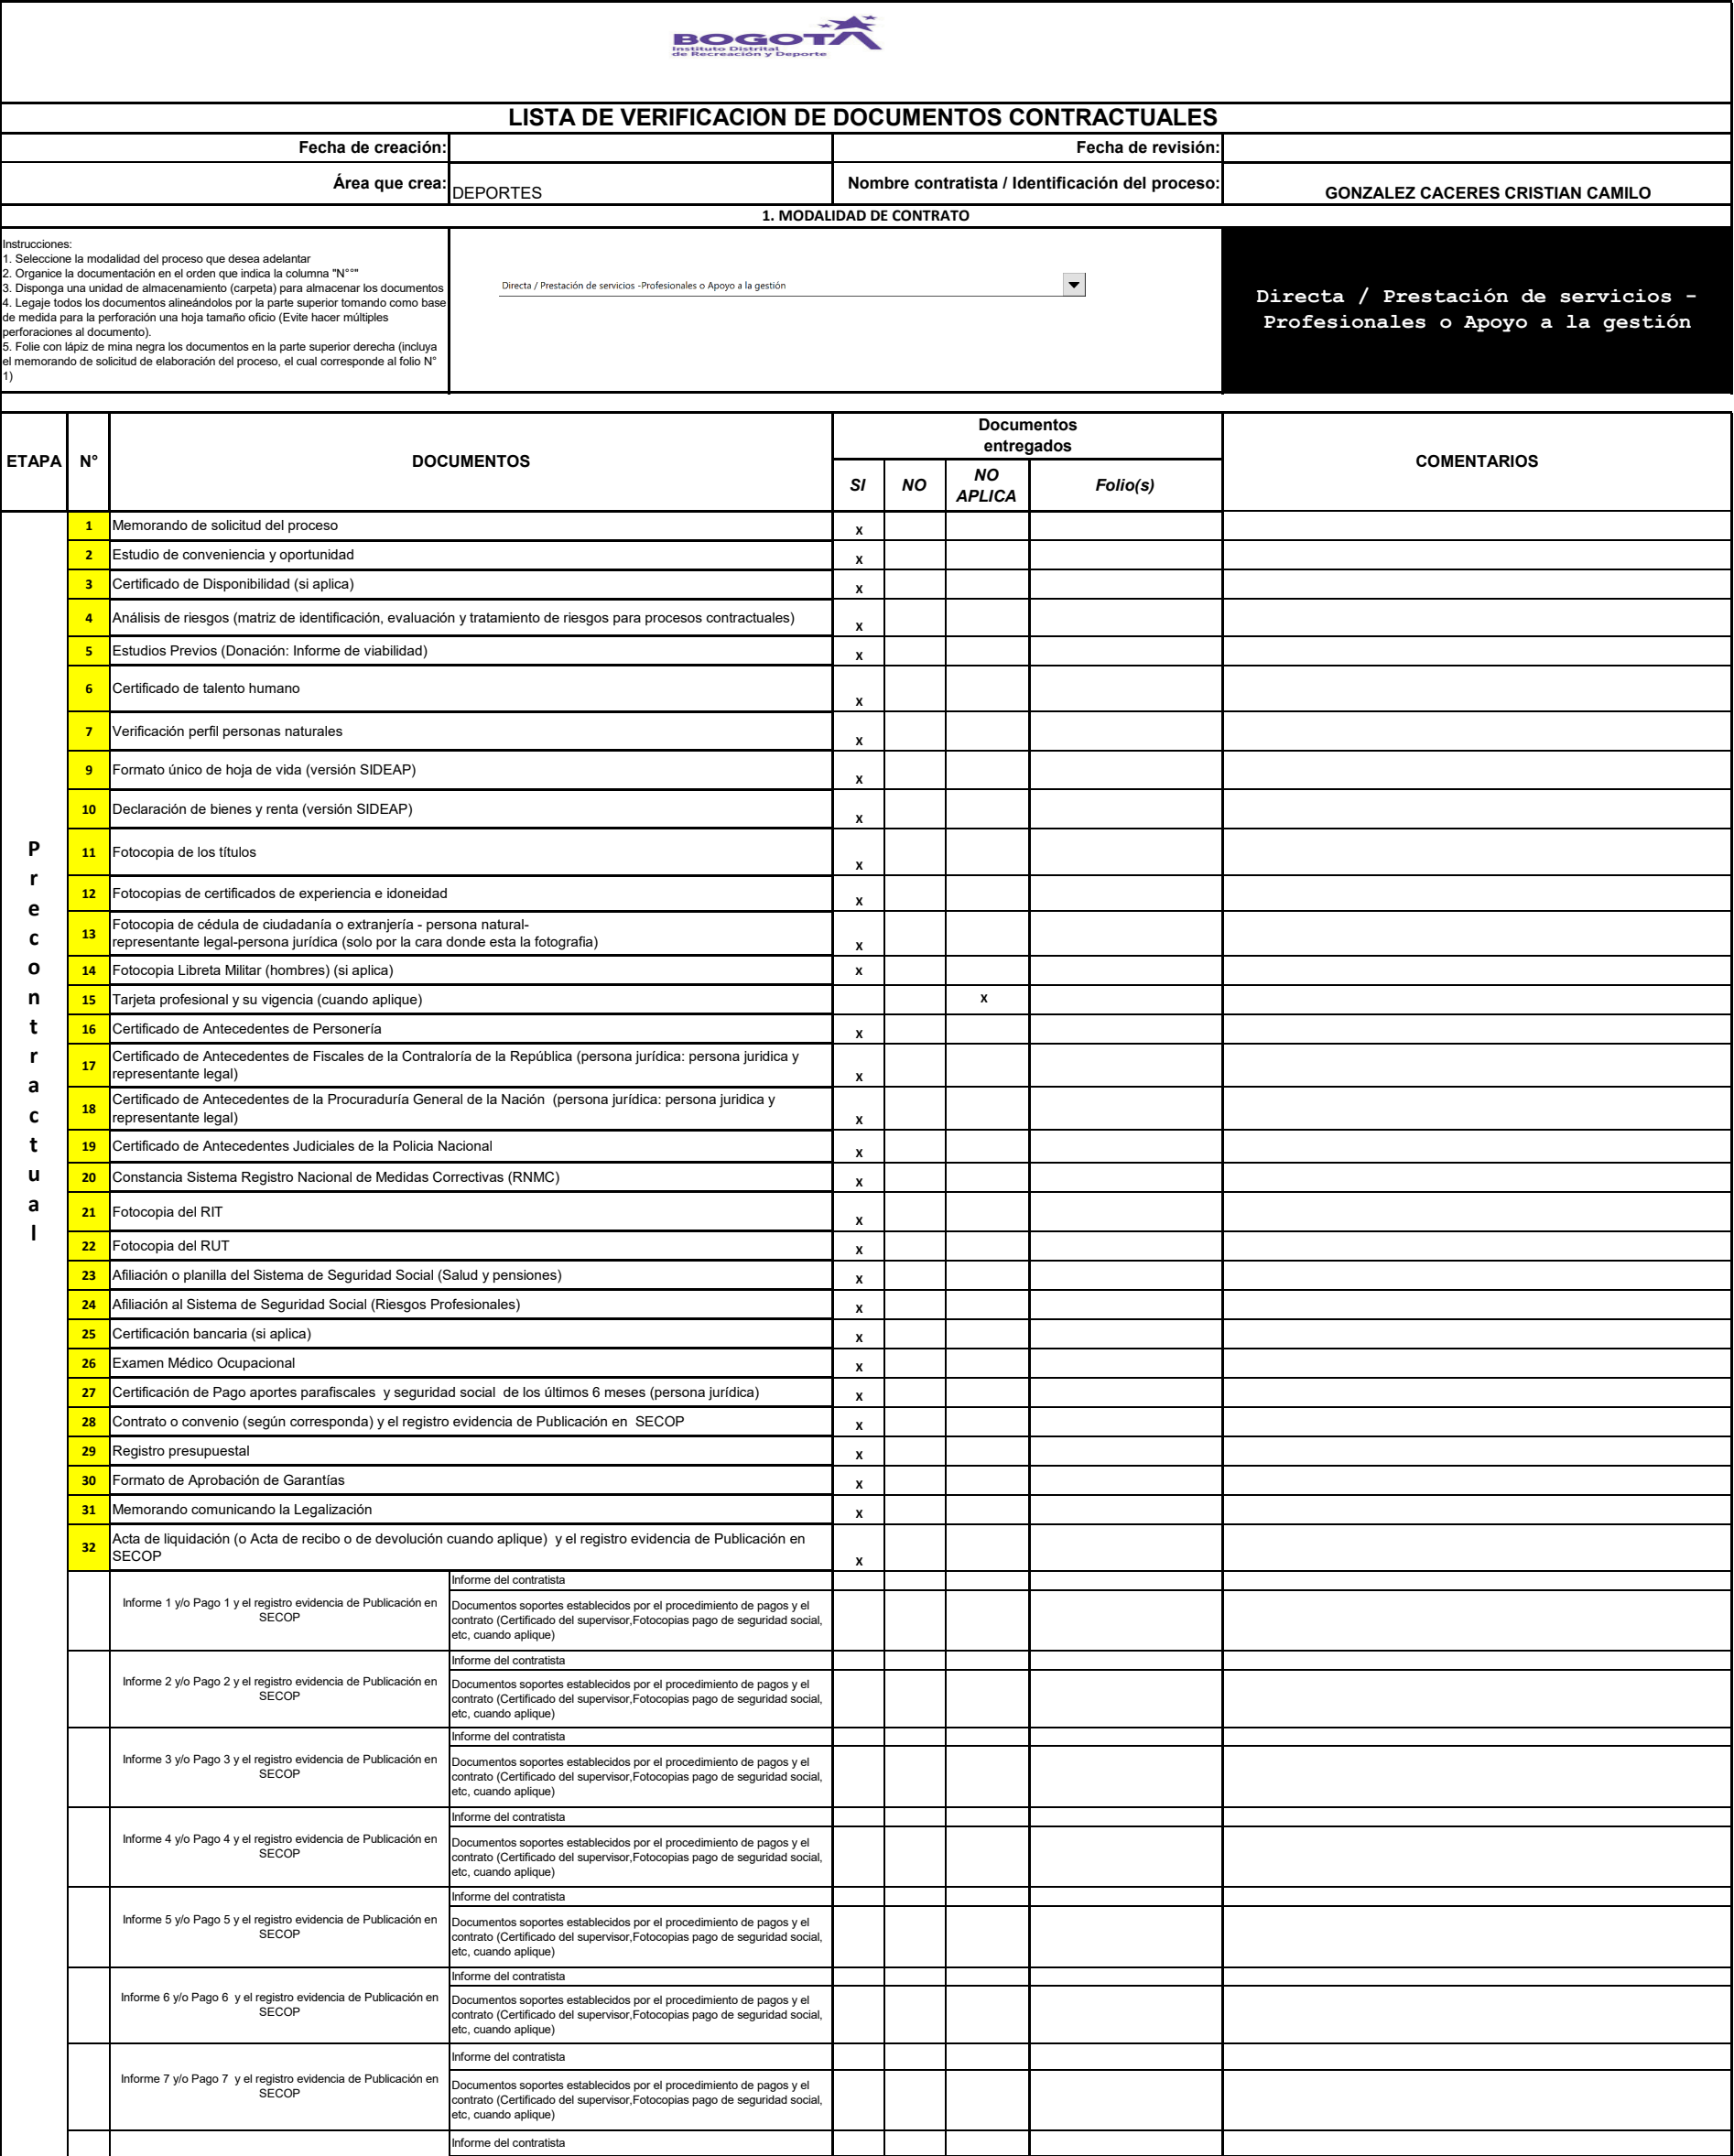 BOGOTA
Instituto Distrital
de Recreación y Deporte
LISTA DE VERIFICACION DE DOCUMENTOS CONTRACTUALES
Fecha de creación: Fecha de revisión:
Área que crea: DEPORTES Nombre contratista / Identificación del proceso: GONZALEZ CACERES CRISTIAN CAMILO
1. MODALIDAD DE CONTRATO
Instrucciones:
1. Seleccione la modalidad del proceso que desea adelantar
2. Organice la documentación en el orden que indica la columna "N°°"
3. Disponga una unidad de almacenamiento (carpeta) para almacenar los documentos
4. Legaje todos los documentos alineándolos por la parte superior tomando como base
de medida para la perforación una hoja tamaño oficio (Evite hacer múltiples
perforaciones al documento).
5. Folie con lápiz de mina negra los documentos en la parte superior derecha (incluya
el memorando de solicitud de elaboración del proceso, el cual corresponde al folio N°
1)
Directa / Prestación de servicios -Profesionales o Apoyo a la gestión
Directa / Prestación de servicios -
Profesionales o Apoyo a la gestión
ETAPA N° DOCUMENTOS Documentos
entregados COMENTARIOS
SI NO NO
APLICA Folio(s)
Precontractual
1 Memorando de solicitud del proceso x
2 Estudio de conveniencia y oportunidad x
3 Certificado de Disponibilidad (si aplica) x
4 Análisis de riesgos (matriz de identificación, evaluación y tratamiento de riesgos para procesos contractuales) x
5 Estudios Previos (Donación: Informe de viabilidad) x
6 Certificado de talento humano x
7 Verificación perfil personas naturales x
9 Formato único de hoja de vida (versión SIDEAP) x
10 Declaración de bienes y renta (versión SIDEAP) x
11 Fotocopia de los títulos x
12 Fotocopias de certificados de experiencia e idoneidad x
13 Fotocopia de cédula de ciudadanía o extranjería - persona natural-
representante legal-persona jurídica (solo por la cara donde esta la fotografia) x
14 Fotocopia Libreta Militar (hombres) (si aplica) x
15 Tarjeta profesional y su vigencia (cuando aplique) x
16 Certificado de Antecedentes de Personería x
17 Certificado de Antecedentes de Fiscales de la Contraloría de la República (persona jurídica: persona juridica y
representante legal) x
18 Certificado de Antecedentes de la Procuraduría General de la Nación (persona jurídica: persona juridica y
representante legal) x
19 Certificado de Antecedentes Judiciales de la Policia Nacional x
20 Constancia Sistema Registro Nacional de Medidas Correctivas (RNMC) x
21 Fotocopia del RIT x
22 Fotocopia del RUT x
23 Afiliación o planilla del Sistema de Seguridad Social (Salud y pensiones) x
24 Afiliación al Sistema de Seguridad Social (Riesgos Profesionales) x
25 Certificación bancaria (si aplica) x
26 Examen Médico Ocupacional x
27 Certificación de Pago aportes parafiscales y seguridad social de los últimos 6 meses (persona jurídica) x
28 Contrato o convenio (según corresponda) y el registro evidencia de Publicación en SECOP x
29 Registro presupuestal x
30 Formato de Aprobación de Garantías x
31 Memorando comunicando la Legalización x
32 Acta de liquidación (o Acta de recibo o de devolución cuando aplique) y el registro evidencia de Publicación en
SECOP x
Informe 1 y/o Pago 1 y el registro evidencia de Publicación en
SECOP
Informe del contratista
Documentos soportes establecidos por el procedimiento de pagos y el
contrato (Certificado del supervisor,Fotocopias pago de seguridad social,
etc, cuando aplique)
Informe 2 y/o Pago 2 y el registro evidencia de Publicación en
SECOP
Informe del contratista
Documentos soportes establecidos por el procedimiento de pagos y el
contrato (Certificado del supervisor,Fotocopias pago de seguridad social,
etc, cuando aplique)
Informe 3 y/o Pago 3 y el registro evidencia de Publicación en
SECOP
Informe del contratista
Documentos soportes establecidos por el procedimiento de pagos y el
contrato (Certificado del supervisor,Fotocopias pago de seguridad social,
etc, cuando aplique)
Informe 4 y/o Pago 4 y el registro evidencia de Publicación en
SECOP
Informe del contratista
Documentos soportes establecidos por el procedimiento de pagos y el
contrato (Certificado del supervisor,Fotocopias pago de seguridad social,
etc, cuando aplique)
Informe 5 y/o Pago 5 y el registro evidencia de Publicación en
SECOP
Informe del contratista
Documentos soportes establecidos por el procedimiento de pagos y el
contrato (Certificado del supervisor,Fotocopias pago de seguridad social,
etc, cuando aplique)
Informe 6 y/o Pago 6 y el registro evidencia de Publicación en
SECOP
Informe del contratista
Documentos soportes establecidos por el procedimiento de pagos y el
contrato (Certificado del supervisor,Fotocopias pago de seguridad social,
etc, cuando aplique)
Informe 7 y/o Pago 7 y el registro evidencia de Publicación en
SECOP
Informe del contratista
Documentos soportes establecidos por el procedimiento de pagos y el
contrato (Certificado del supervisor,Fotocopias pago de seguridad social,
etc, cuando aplique)
Informe del contratista